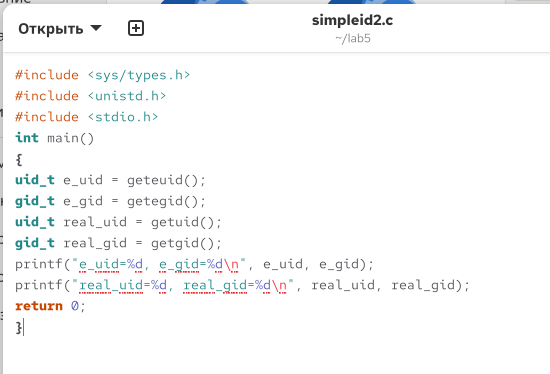 Открыть
simpleid2.c
~/lab5
#include <sys/types.h>
#include <unistd.h>
#include <stdio.h>
int main()
{
uid_t e_uid = geteuid();
gid_t e_gid = getegid();
uid_t real_uid = getuid();
gid_t real_gid = getgid();
printf("e_uid=%d, e_gid=%d\n", e_uid, e_gid);
printf("real_uid=%d, real_gid=%d\n", real_uid, real_gid);
return 0;
}